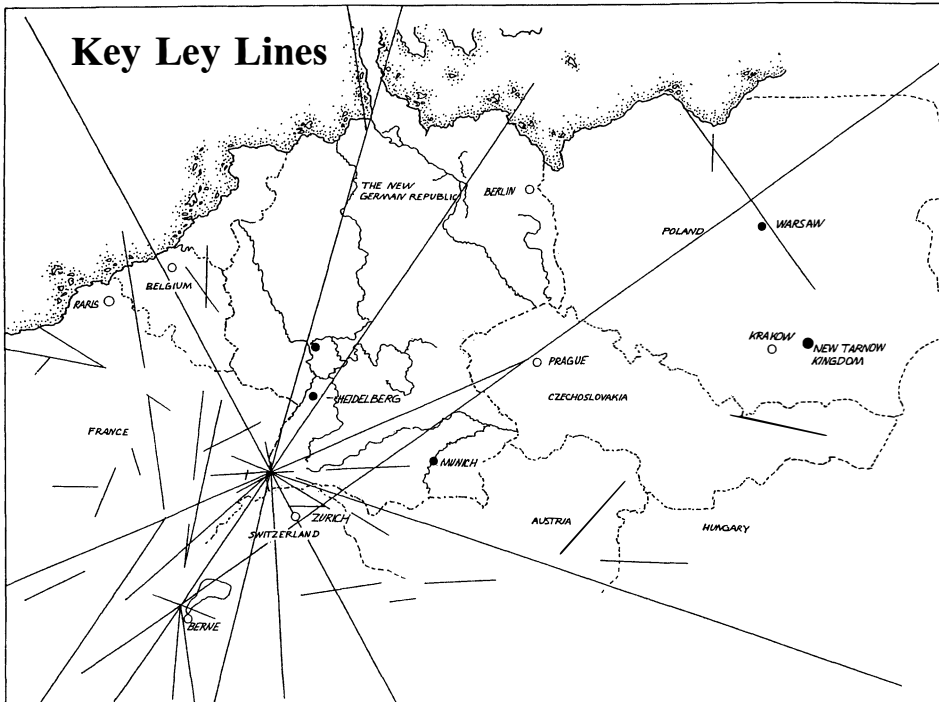 Key Ley Lines
THE NEW
GERMAN REPUBLIC
BERLIN
POLAND
WARSAW
BELGIUM
PARIS
KRAKOW
NEW TARNOW
KINGDOM
PRAGUE
HEIDELBERG
CZECHOSLOVAKIA
FRANCE
MUNICH
ZURICH
SWITZERLAND
AUSTRIA
HUNGARY
BERNE